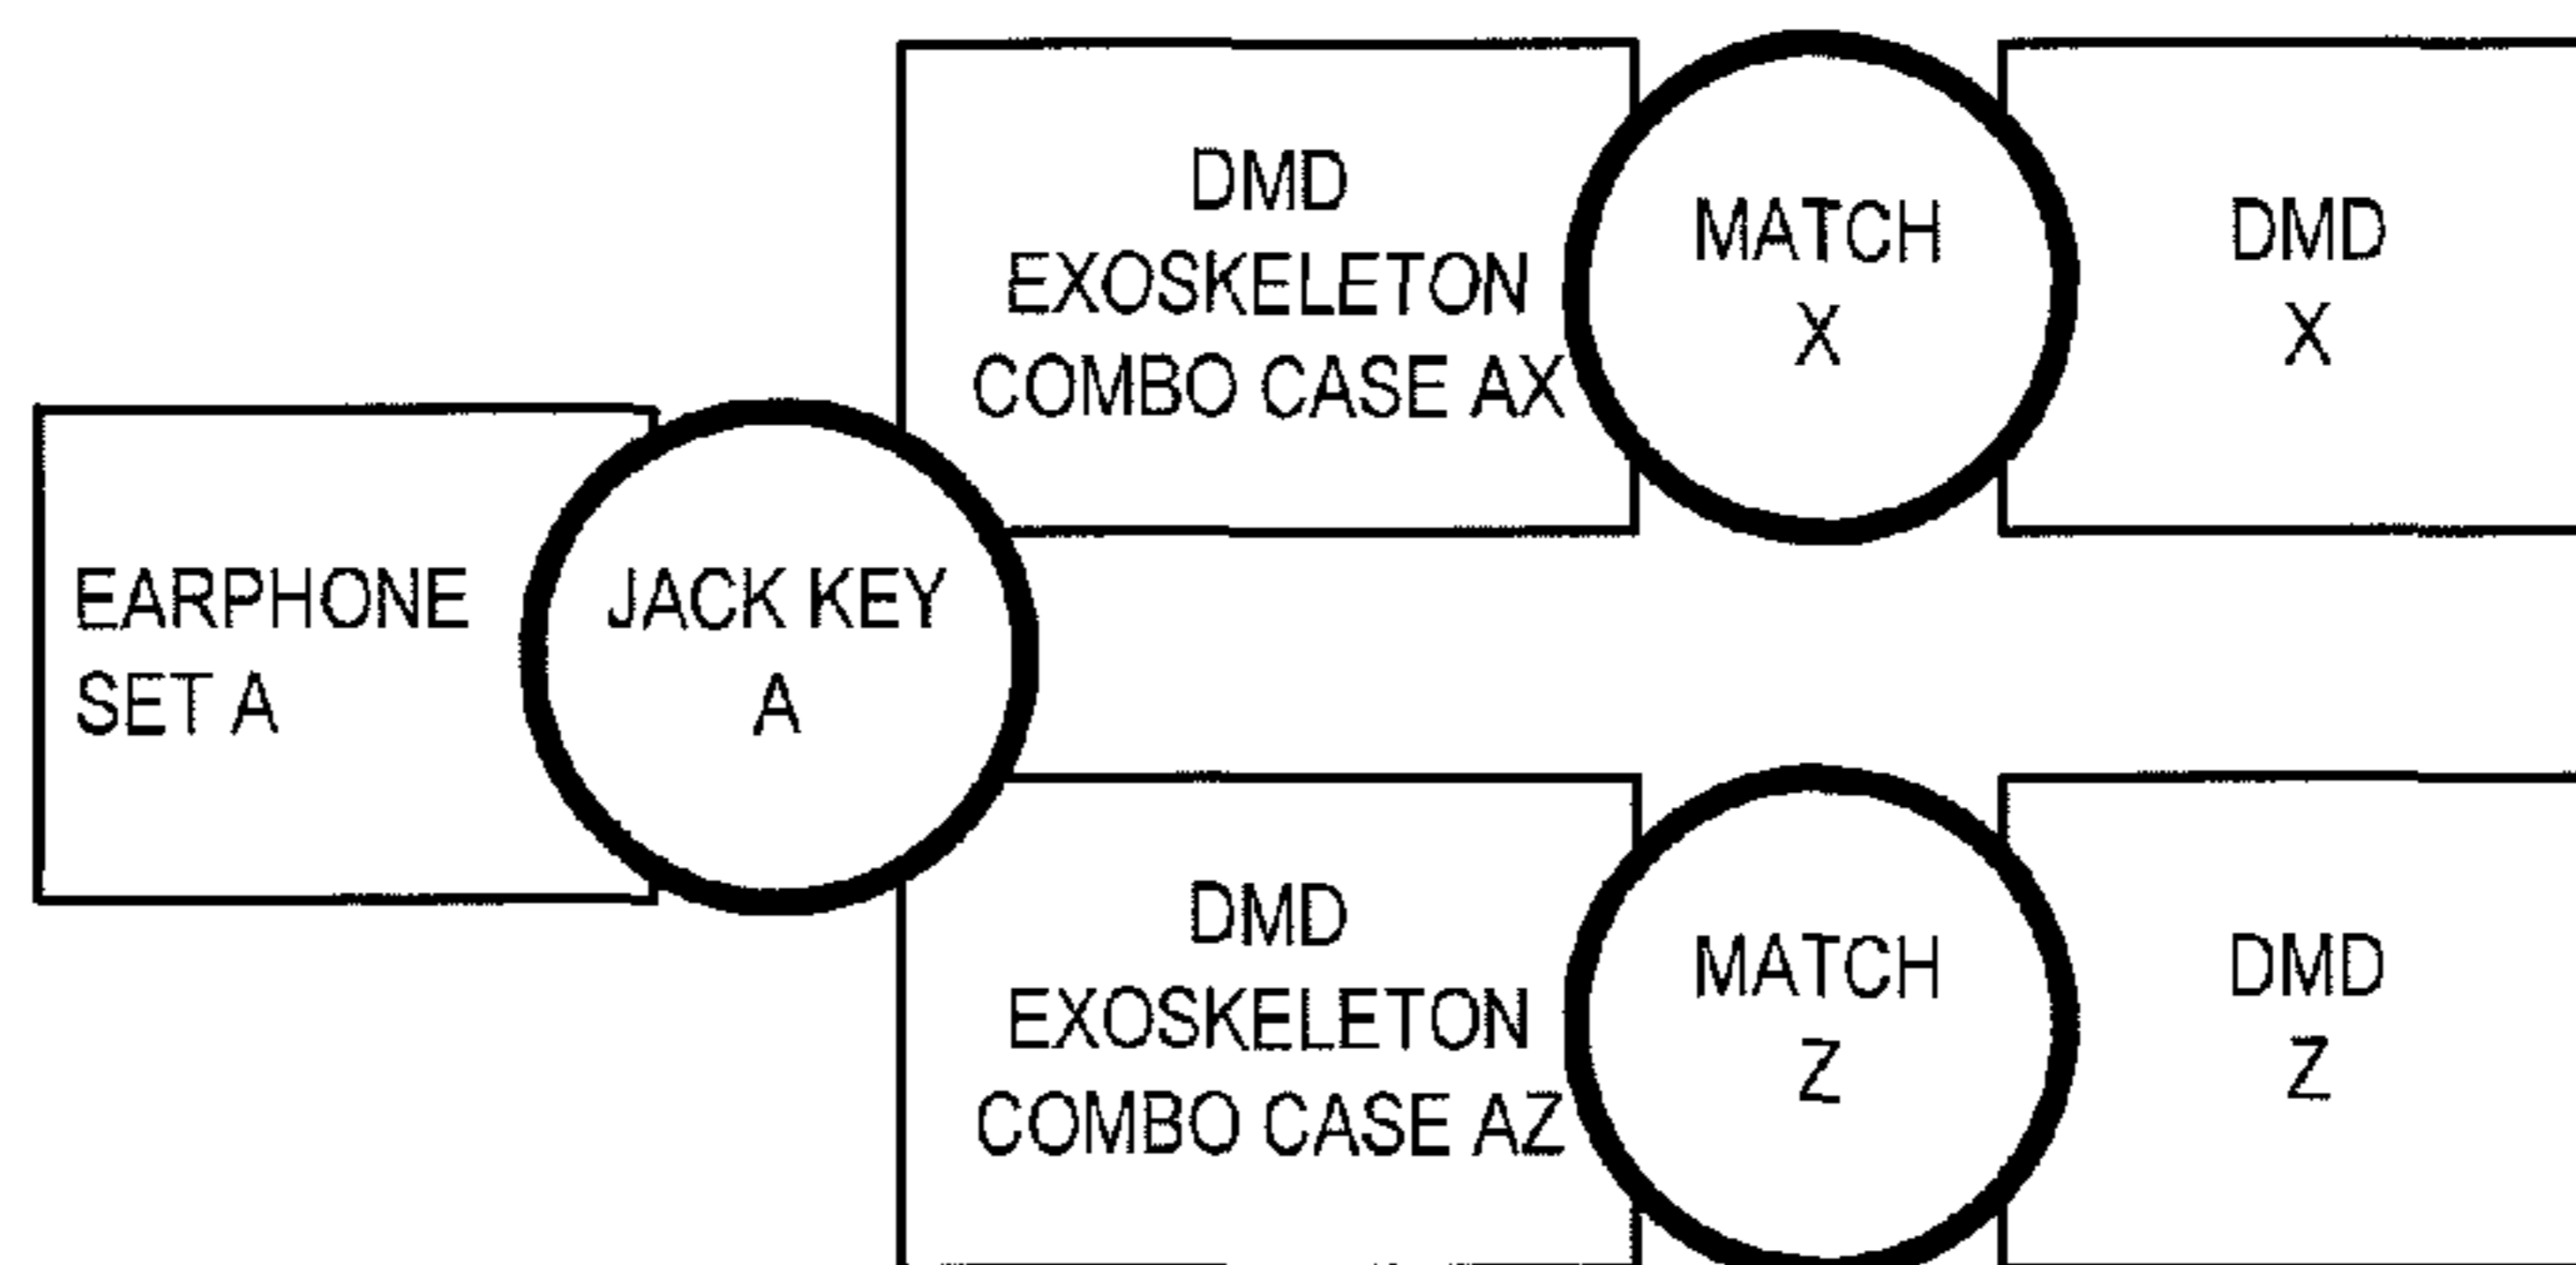 DMD
EXOSKELETON
COMBO CASE AX
MATCH
X
DMD
X
EARPHONE
SET A
JACK KEY
A
DMD
EXOSKELETON
COMBO CASE AZ
MATCH
Z
DMD
Z